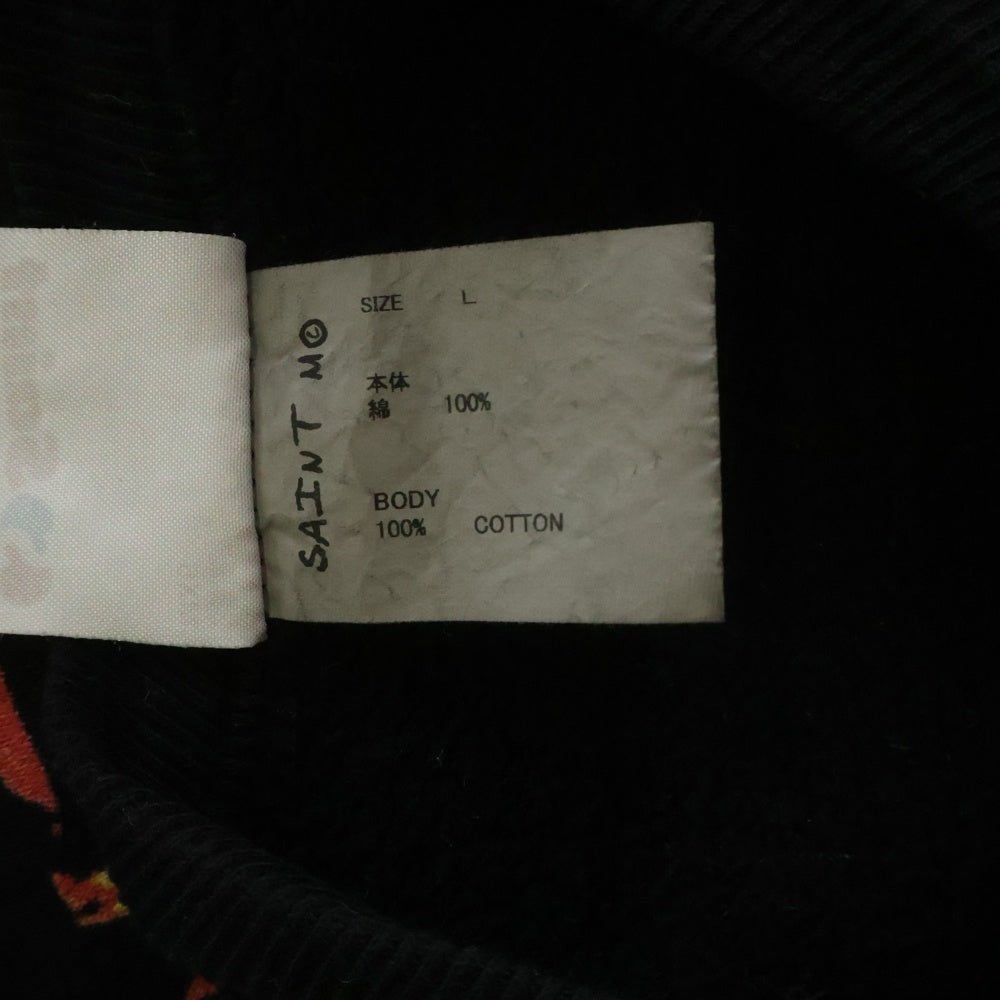 SAINT M©
SIZE L
本体
綿 100%
BODY
100% COTTON